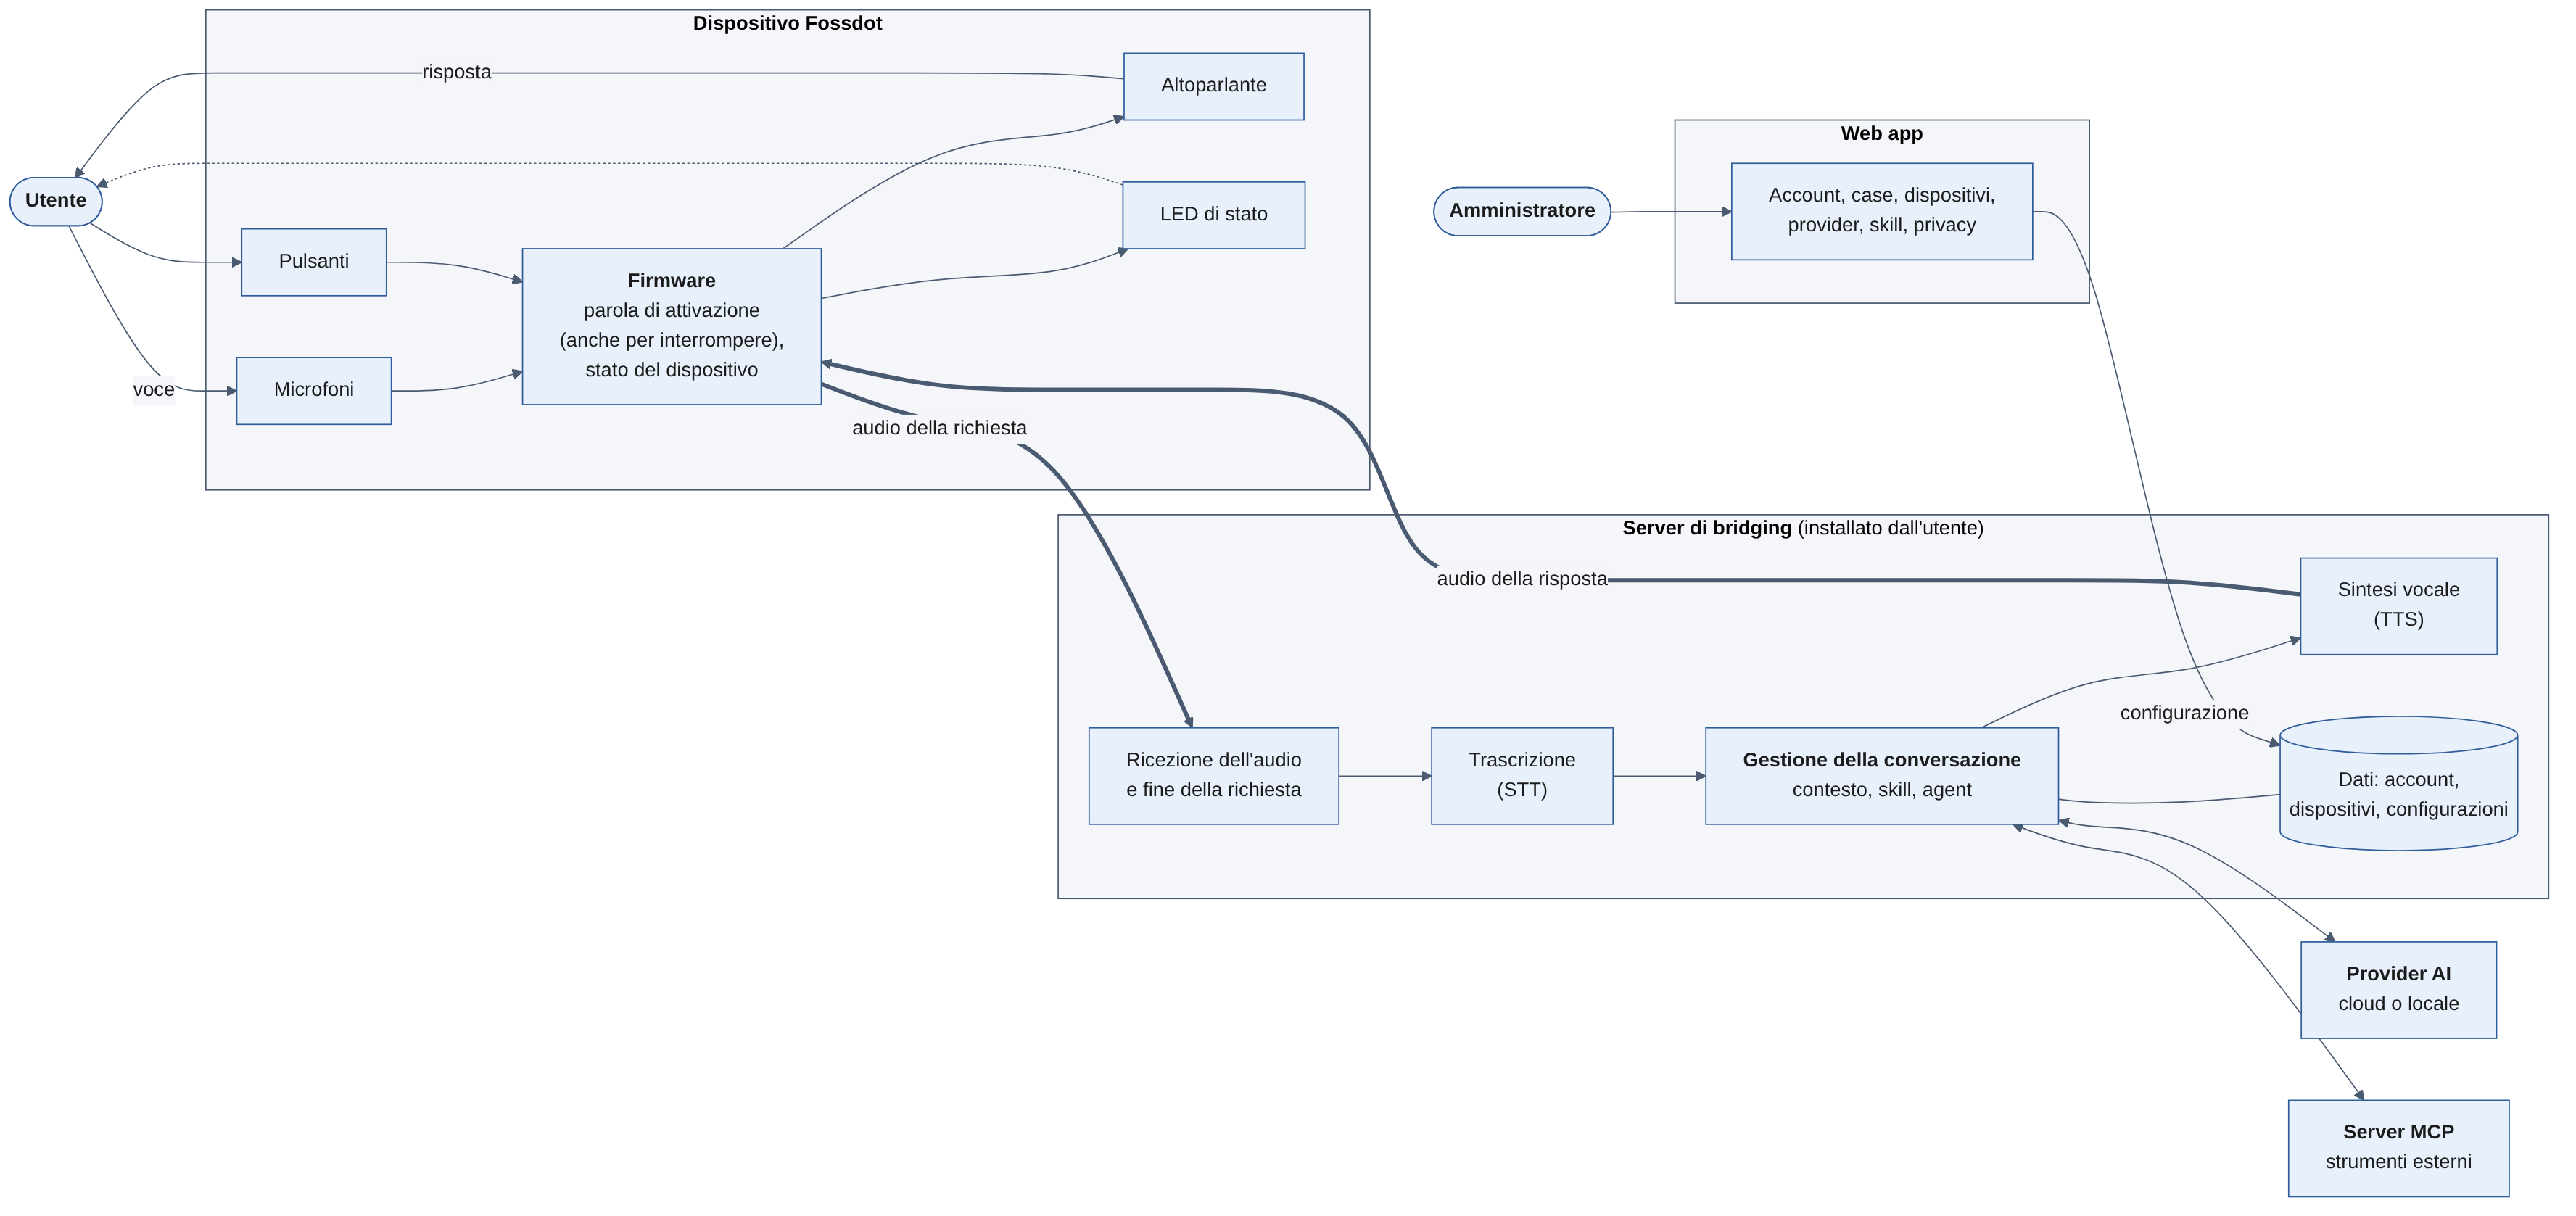 Dispositivo Fossdot
risposta
Altoparlante
Utente
LED di stato
Pulsanti
Firmware
parola di attivazione
(anche per interrompere),
stato del dispositivo
voce
Microfoni
audio della richiesta
Web app
Amministratore
Account, case, dispositivi,
provider, skill, privacy
Server di bridging (installato dall'utente)
audio della risposta
Sintesi vocale
(TTS)
configurazione
Ricezione dell'audio
e fine della richiesta
Trascrizione
(STT)
Gestione della conversazione
contesto, skill, agent
Dati: account,
dispositivi, configurazioni
Provider AI
cloud o locale
Server MCP
strumenti esterni